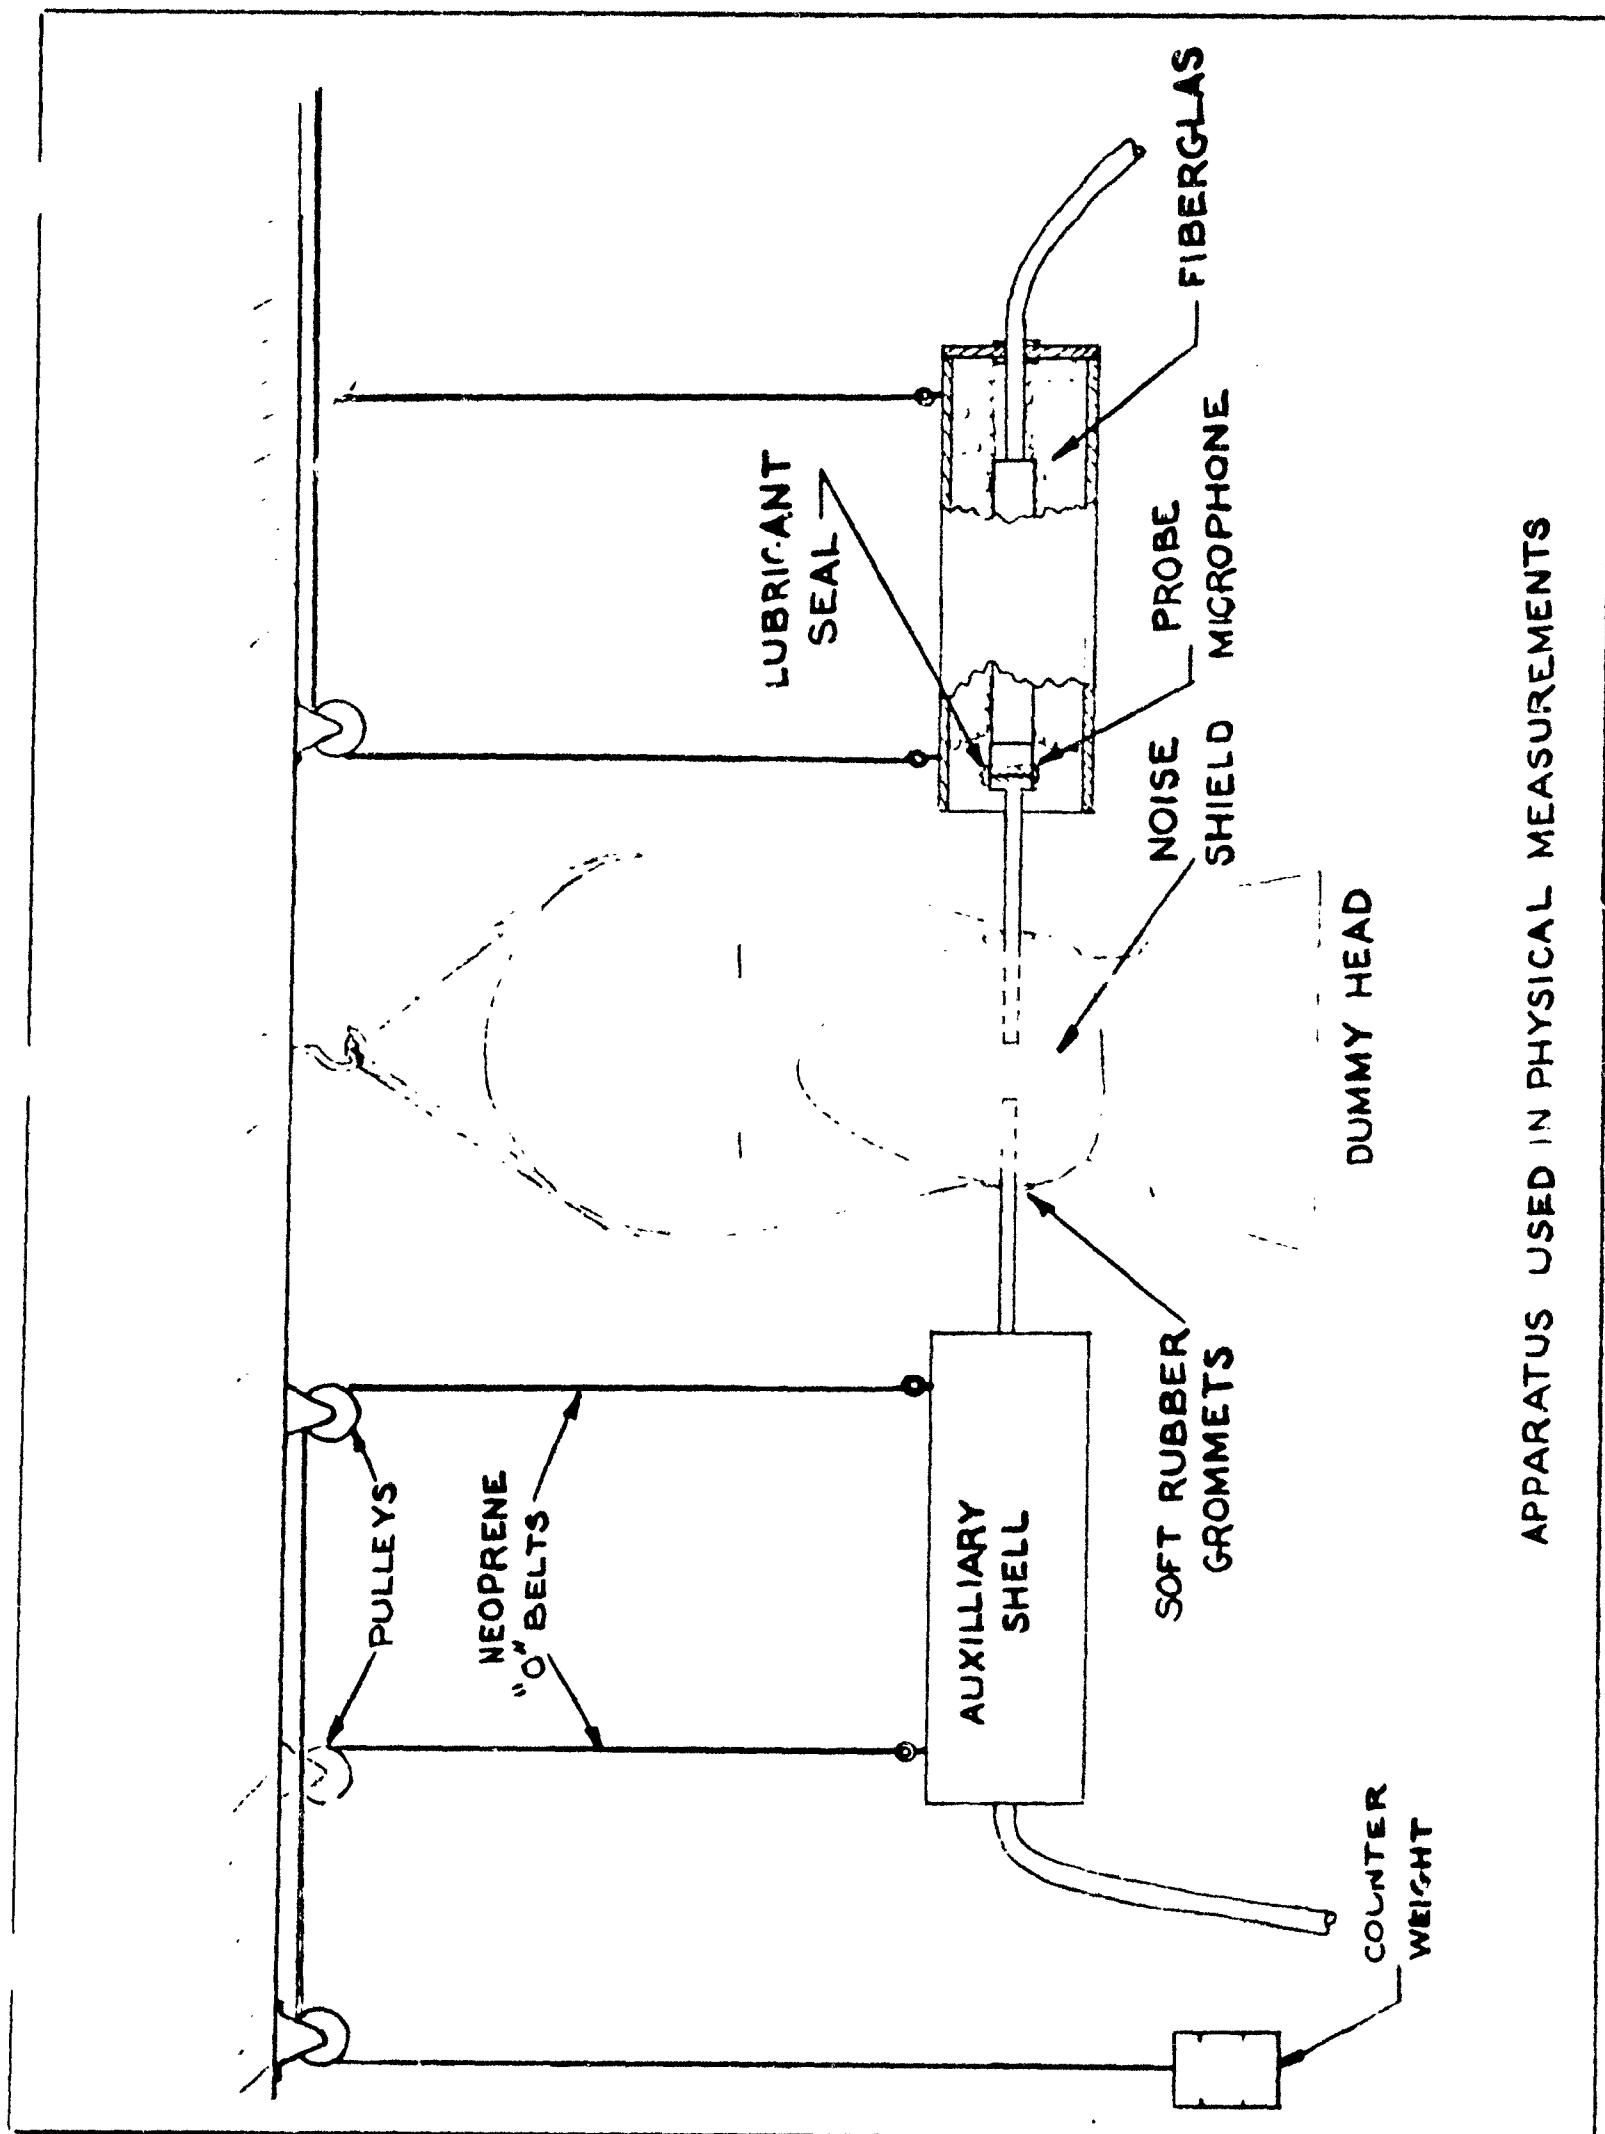 PULLEYS
NEOPRENE
"O" BELTS
LUBRICANT
SEAL
AUXILLIARY
SHELL
SOFT RUBBER
GROMMETS
NOISE
SHIELD
PROBE
MICROPHONE
FIBERGLAS
COUNTER
WEIGHT
DUMMY HEAD
APPARATUS USED IN PHYSICAL MEASUREMENTS